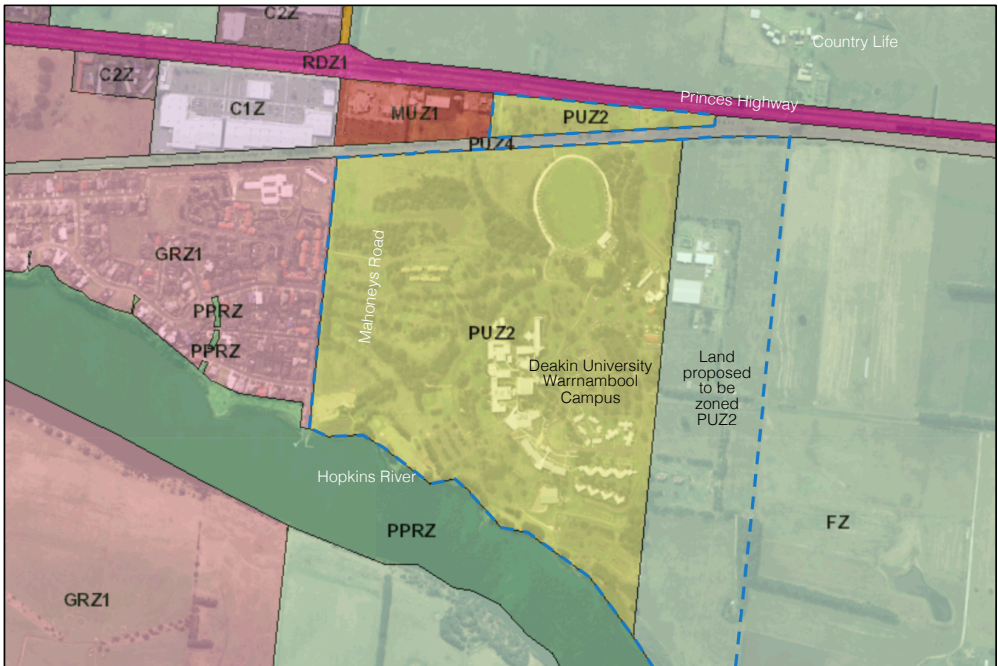 C2Z
Country Life
RDZ1
C2Z
Princes Highway
C1Z
MUZ1
PUZ2
PUZ4
Mahoneys Road
GRZ1
PPRZ
PUZ2
PPRZ
Deakin University
Warrnambool
Campus
Land
proposed
to be
zoned
PUZ2
Hopkins River
PPRZ
FZ
GRZ1